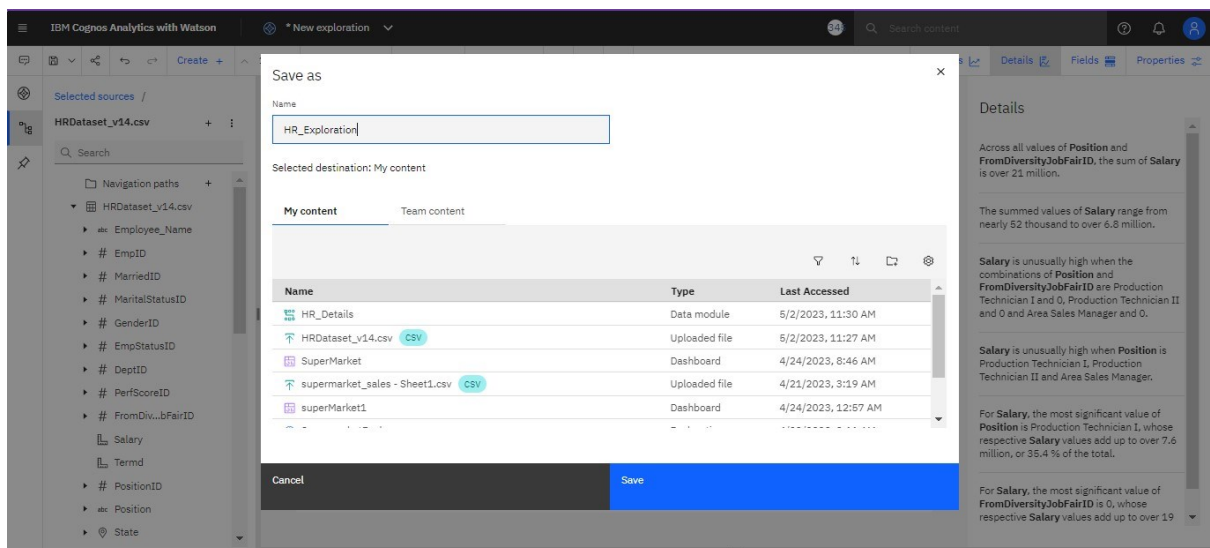 IBM Cognos Analytics with Watson
* New exploration
Search content
Create +
Details
Fields
Properties
Selected sources /
HRDataset_v14.csv
Search
Navigation paths
HRDataset_v14.csv
abc Employee_Name
# EmpID
# MarriedID
# MaritalStatusID
# GenderID
# EmpStatusID
# DeptID
# PerfScoreID
# FromDiv...bFairID
Salary
Termd
# PositionID
abc Position
State
Save as
Name
HR_Exploration
Selected destination: My content
My content Team content
Name Type Last Accessed
HR_Details Data module 5/2/2023, 11:30 AM
HRDataset_v14.csv CSV Uploaded file 5/2/2023, 11:27 AM
SuperMarket Dashboard 4/24/2023, 8:46 AM
supermarket_sales - Sheet1.csv CSV Uploaded file 4/21/2023, 3:19 AM
superMarket1 Dashboard 4/24/2023, 12:57 AM
Cancel Save
Details
Across all values of Position and
FromDiversityJobFairID, the sum of Salary
is over 21 million.
The summed values of Salary range from
nearly 52 thousand to over 6.8 million.
Salary is unusually high when the
combinations of Position and
FromDiversityJobFairID are Production
Technician I and 0, Production Technician II
and 0 and Area Sales Manager and 0.
Salary is unusually high when Position is
Production Technician I, Production
Technician II and Area Sales Manager.
For Salary, the most significant value of
Position is Production Technician I, whose
respective Salary values add up to over 7.6
million, or 35.4 % of the total.
For Salary, the most significant value of
FromDiversityJobFairID is 0, whose
respective Salary values add up to over 19